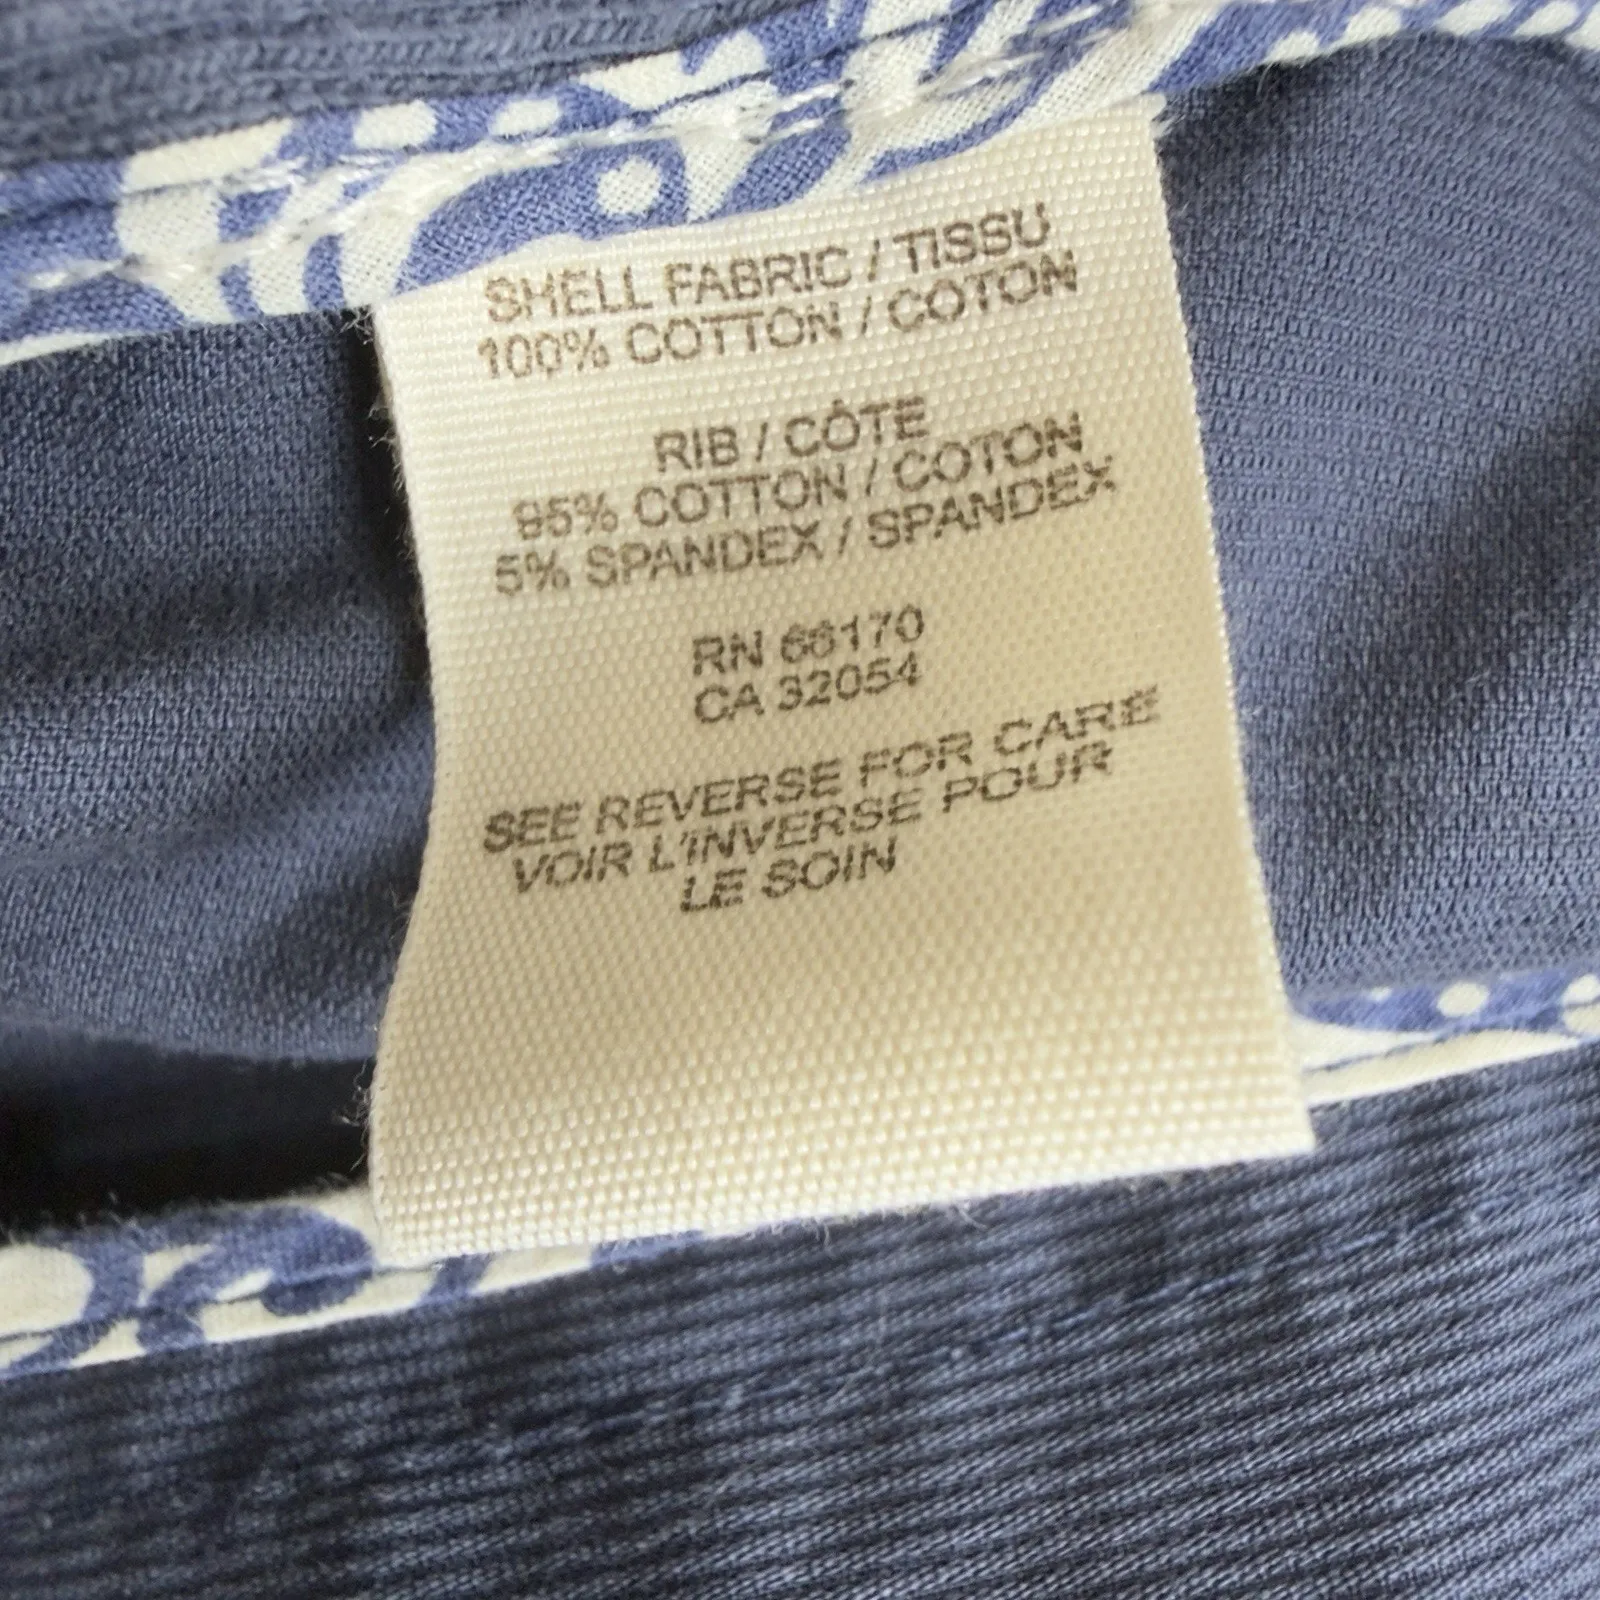 SHELL FABRIC / TISSU
100% COTTON / COTON
RIB / CÔTE
95% COTTON / COTON
5% SPANDEX / SPANDEX
RN 66170
CA 32054
SEE REVERSE FOR CARE
VOIR L'INVERSE POUR
LE SOIN